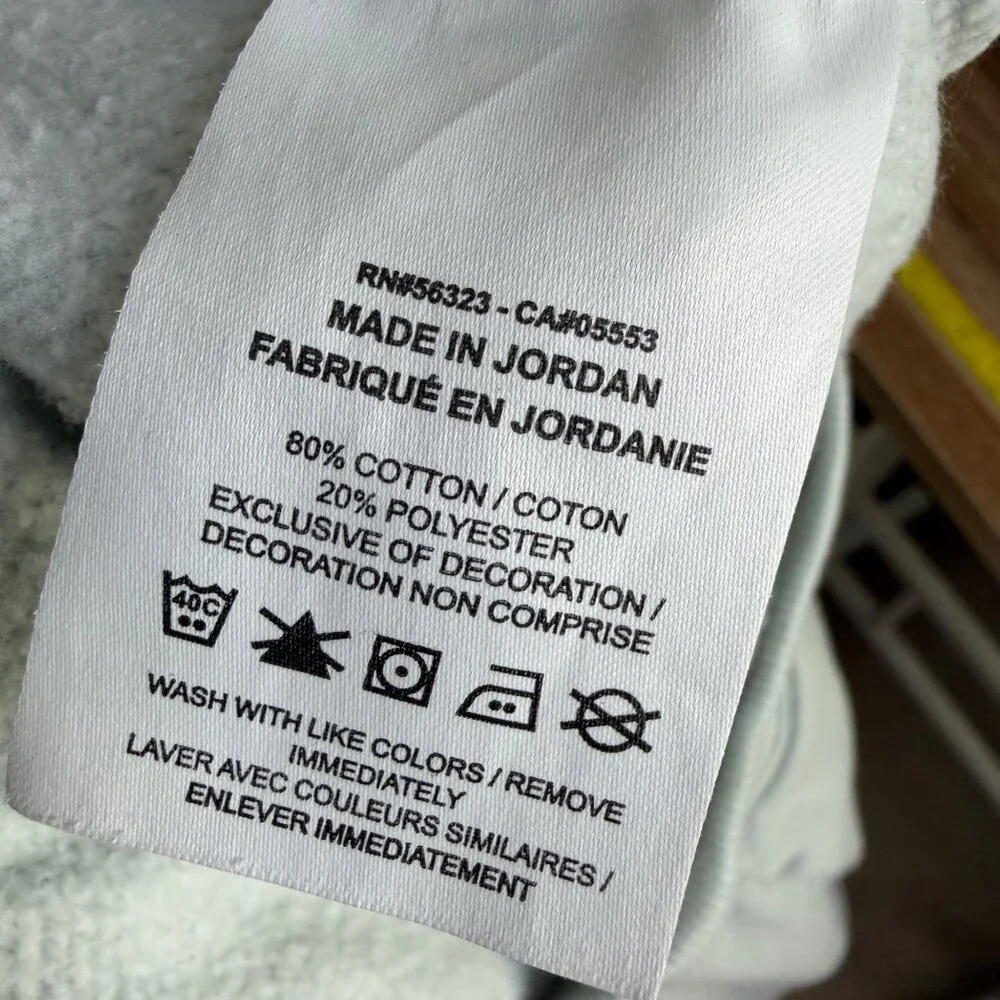 RN#56323 - CA#05553
MADE IN JORDAN
FABRIQUÉ EN JORDANIE
80% COTTON / COTON
20% POLYESTER
EXCLUSIVE OF DECORATION /
DECORATION NON COMPRISE
40C
WASH WITH LIKE COLORS / REMOVE
IMMEDIATELY
LAVER AVEC COULEURS SIMILAIRES /
ENLEVER IMMEDIATEMENT